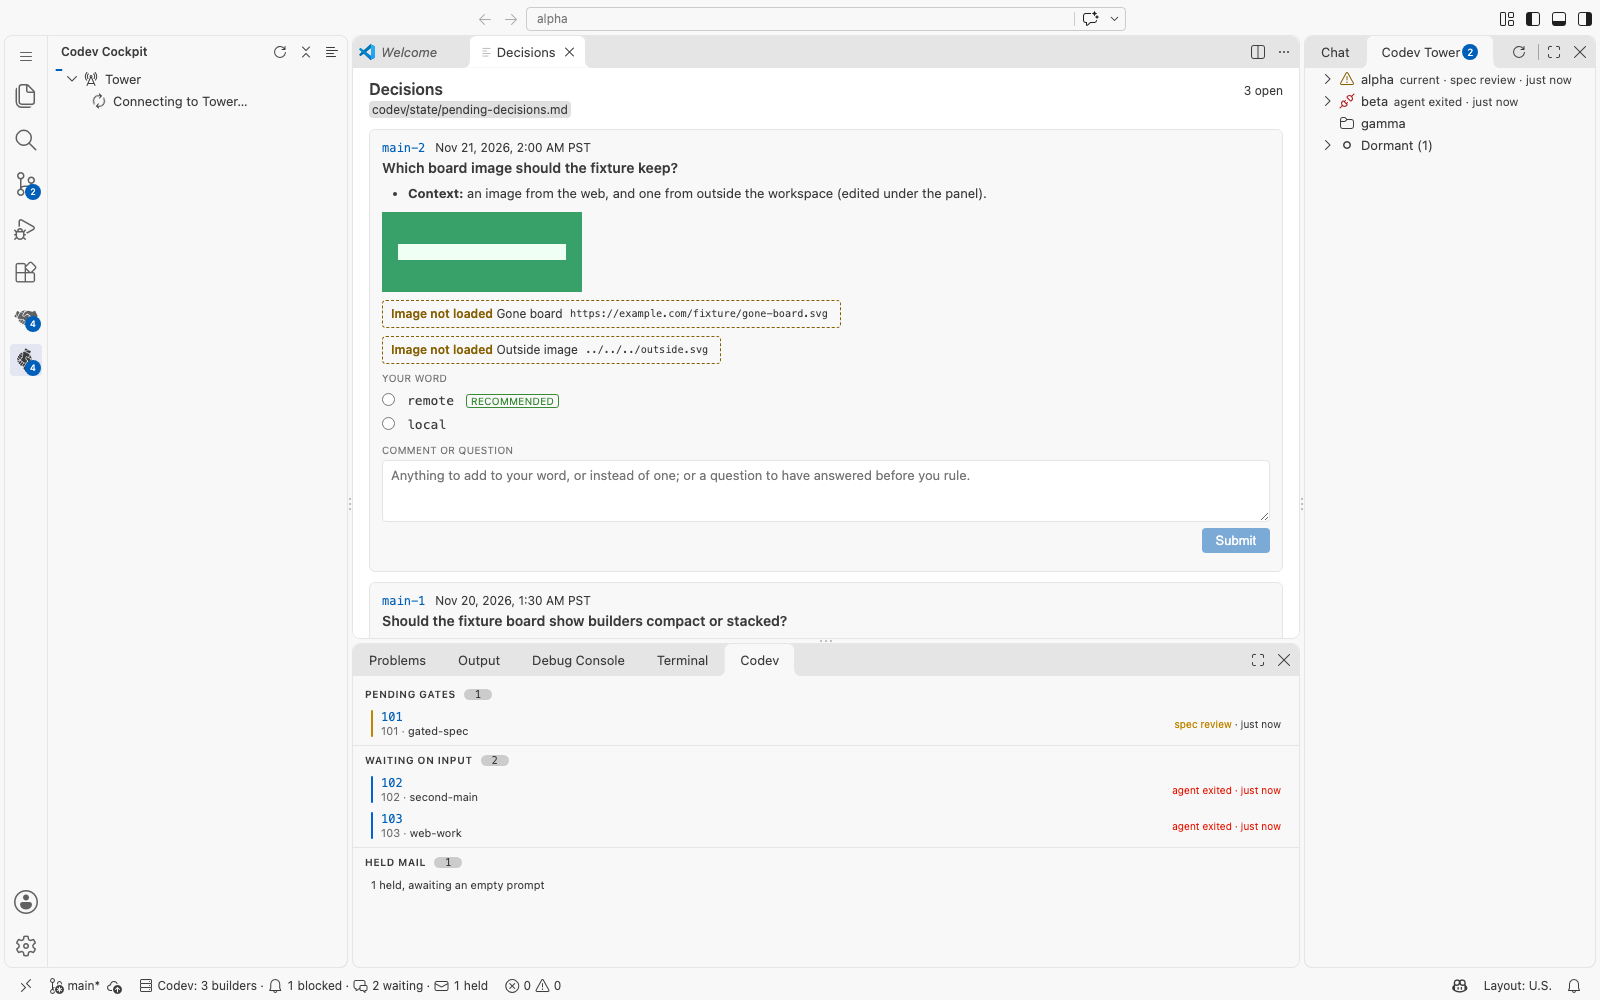 alpha
Codev Cockpit
Tower
Connecting to Tower...
2
4
4
Welcome
Decisions
Decisions
3 open
codev/state/pending-decisions.md
main-2 Nov 21, 2026, 2:00 AM PST
Which board image should the fixture keep?
• Context: an image from the web, and one from outside the workspace (edited under the panel).
Image not loaded Gone board https://example.com/fixture/gone-board.svg
Image not loaded Outside image ../../../outside.svg
YOUR WORD
remote RECOMMENDED
local
COMMENT OR QUESTION
Anything to add to your word, or instead of one; or a question to have answered before you rule.
Submit
main-1 Nov 20, 2026, 1:30 AM PST
Should the fixture board show builders compact or stacked?
Problems Output Debug Console Terminal Codev
PENDING GATES 1
101
101 · gated-spec
spec review · just now
WAITING ON INPUT 2
102
102 · second-main
agent exited · just now
103
103 · web-work
agent exited · just now
HELD MAIL 1
1 held, awaiting an empty prompt
Chat Codev Tower 2
alpha current · spec review · just now
beta agent exited · just now
gamma
Dormant (1)
main* Codev: 3 builders · 1 blocked · 2 waiting · 1 held 0 0
Layout: U.S.